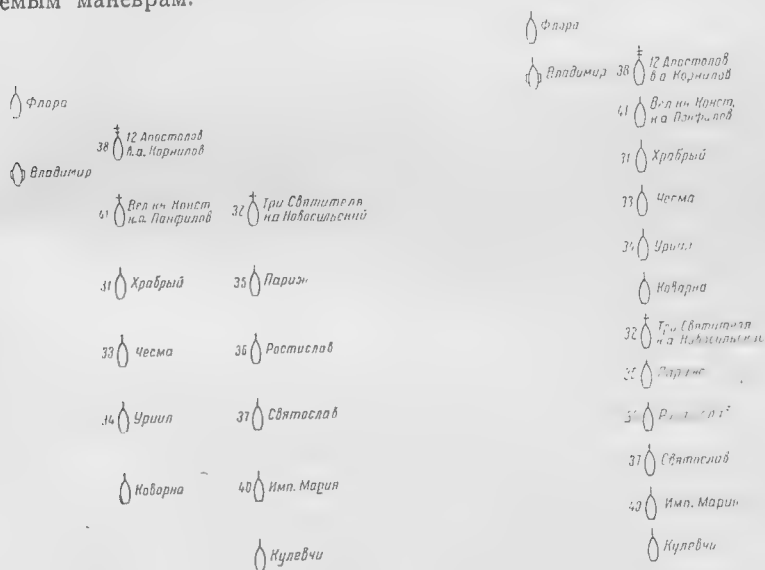 маневрам.
Флора
Владимир
38 12 Апостолов
в.а. Корнилов
41 Вел кн Конст
к.а. Панфилов
31 Храбрый
33 Чесма
34 Уриил
Коварна
32 Три Святителя
ка Новосильский
35 Париж
36 Ростислав
37 Святослав
40 Имп. Мария
Кулевчи
Флора
Владимир
38 12 Апостолов
в а Корнилов
41 Вел кн Конст.
к а Панфилов
31 Храбрый
33 Чесма
34 Уриил
Коварна
32 Три Святителя
к а Новосильский
37 Святослав
40 Имп. Мария
Кулевчи